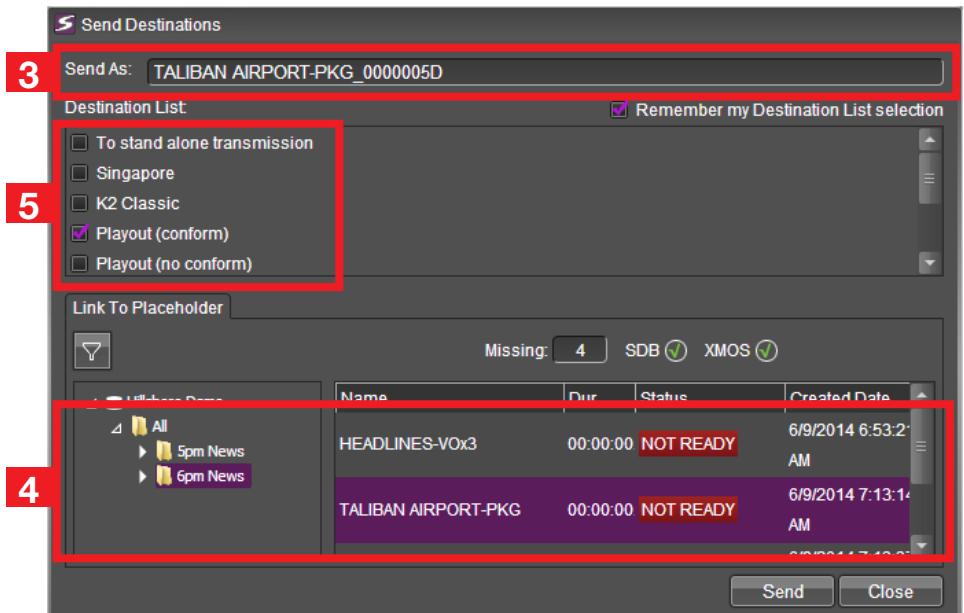 Send Destinations
3
Send As: TALIBAN AIRPORT-PKG_0000005D
Destination List: Remember my Destination List selection
5
To stand alone transmission
Singapore
K2 Classic
Playout (conform)
Playout (no conform)
Link To Placeholder
Missing: 4 SDB XMOS
4
All
5pm News
6pm News
Name Dur Status Created Date
HEADLINES-VOx3 00:00:00 NOT READY 6/9/2014 6:53:2
AM
TALIBAN AIRPORT-PKG 00:00:00 NOT READY 6/9/2014 7:13:14
AM
Send Close